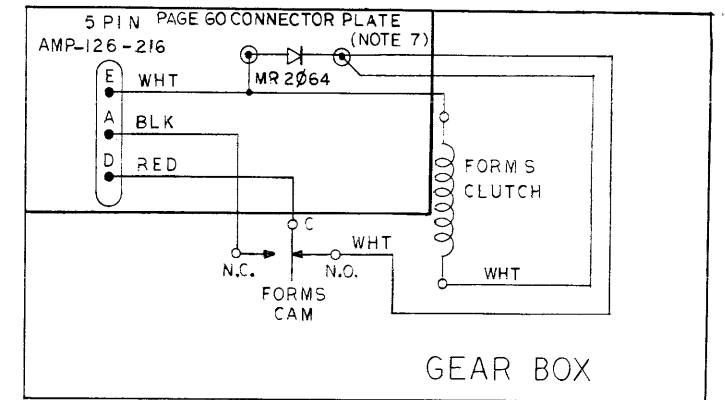 5 PIN PAGE 60 CONNECTOR PLATE
AMP-126-216
(NOTE 7)
E WHT
MR2Ø64
A BLK
D RED
FORMS
CLUTCH
C
WHT
N.C.
N.O.
WHT
FORMS
CAM
GEAR BOX